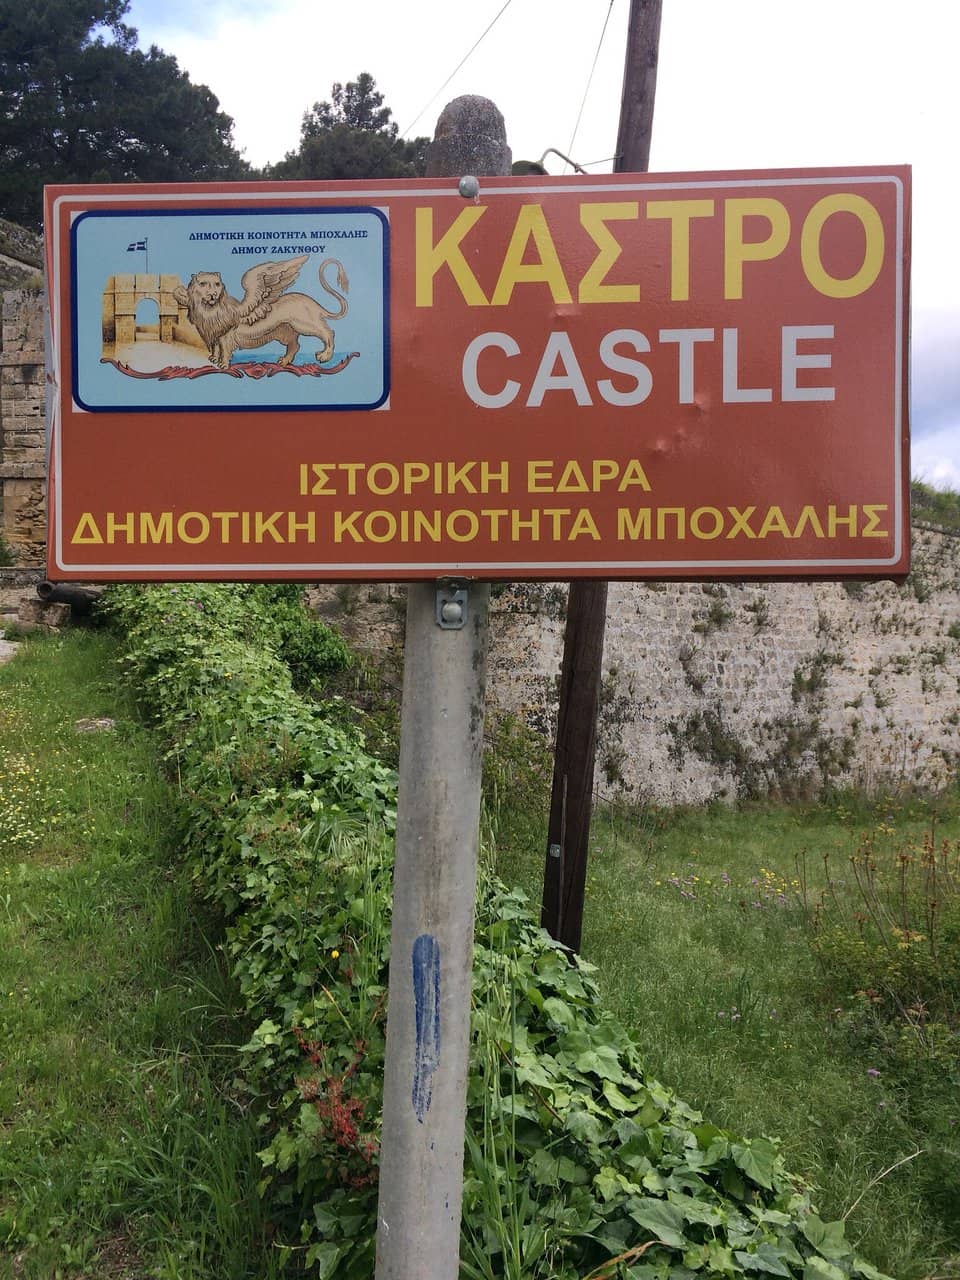 ΔΗΜΟΤΙΚΗ ΚΟΙΝΟΤΗΤΑ ΜΠΟΧΑΛΗΣ
ΔΗΜΟΥ ΖΑΚΥΝΘΟΥ
ΚΑΣΤΡΟ
CASTLE
ΙΣΤΟΡΙΚΗ ΕΔΡΑ
ΔΗΜΟΤΙΚΗ ΚΟΙΝΟΤΗΤΑ ΜΠΟΧΑΛΗΣ